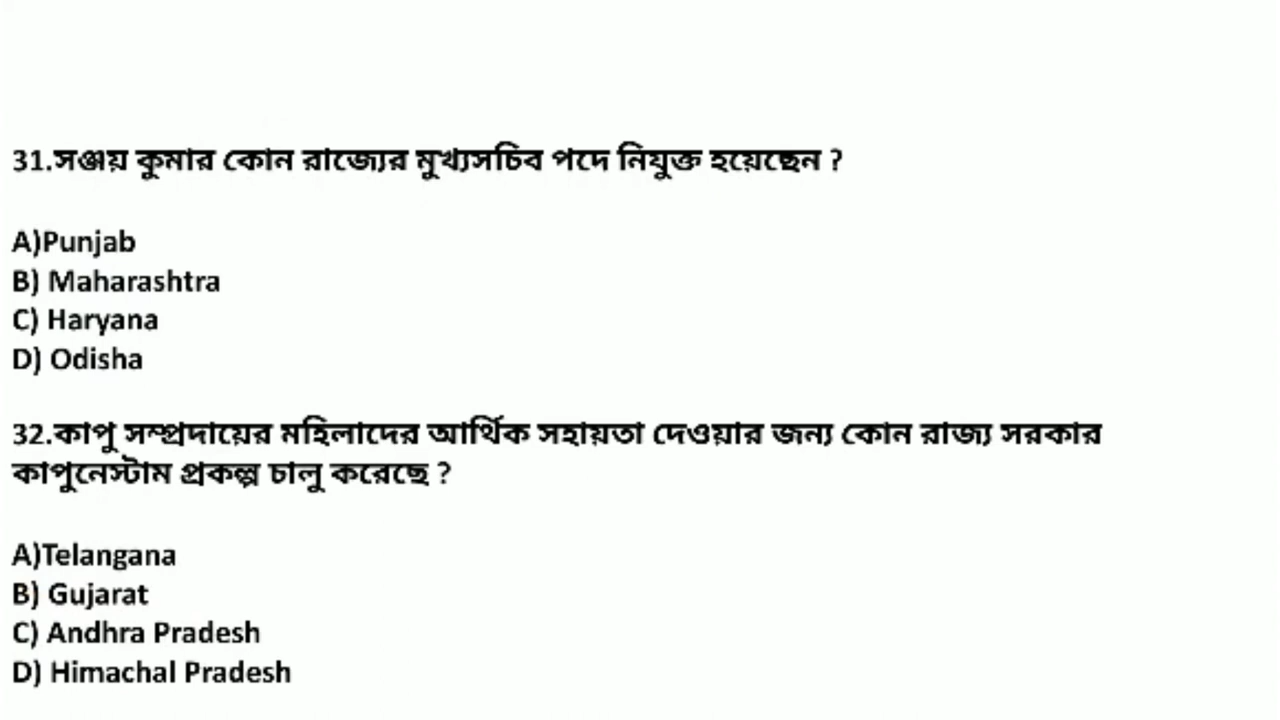 31.সঞ্জয় কুমার কোন রাজ্যের মুখ্যসচিব পদে নিযুক্ত হয়েছেন ?
A)Punjab
B) Maharashtra
C) Haryana
D) Odisha
32.কাপু সম্প্রদায়ের মহিলাদের আর্থিক সহায়তা দেওয়ার জন্য কোন রাজ্য সরকার
কাপুনেস্টাম প্রকল্প চালু করেছে ?
A)Telangana
B) Gujarat
C) Andhra Pradesh
D) Himachal Pradesh